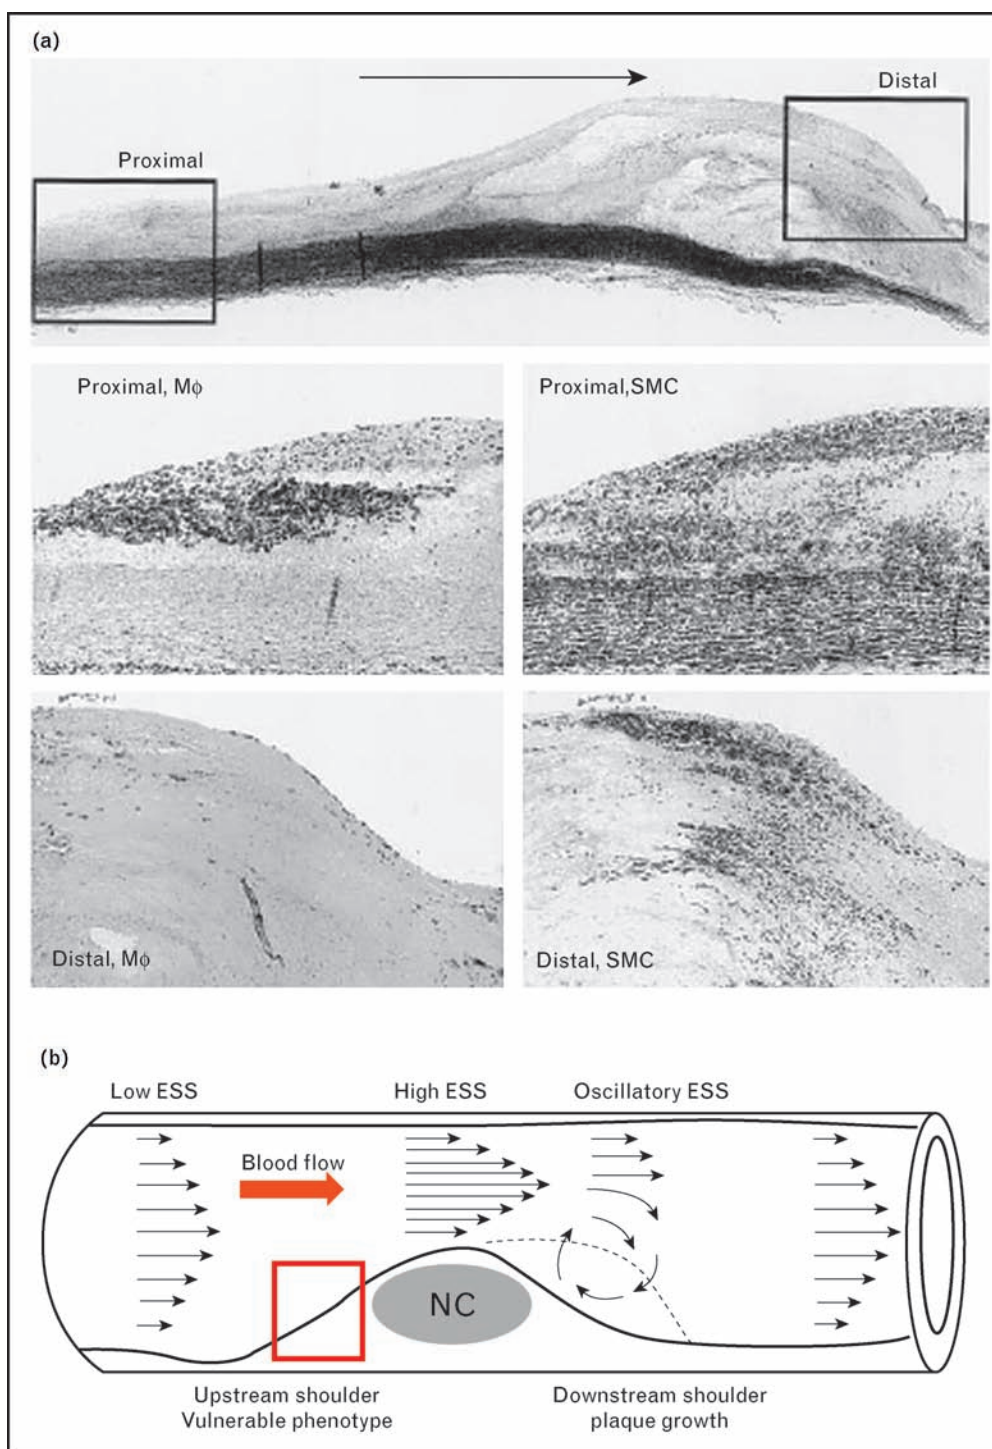 (a)
Distal
Proximal
Proximal, Mϕ
Proximal,SMC
Distal, Mϕ
Distal, SMC
(b)
Low ESS
High ESS
Oscillatory ESS
Blood flow
NC
Upstream shoulder
Vulnerable phenotype
Downstream shoulder
plaque growth